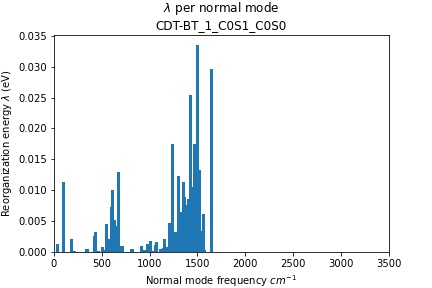 λ per normal mode
CDT-BT_1_C0S1_C0S0
Reorganization energy λ (eV)
0.035
0.030
0.025
0.020
0.015
0.010
0.005
0.000
0 500 1000 1500 2000 2500 3000 3500
Normal mode frequency cm⁻¹